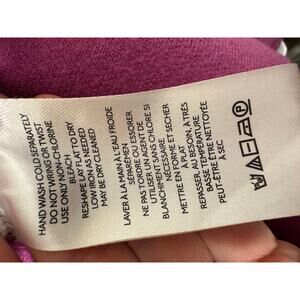 HAND WASH COLD SEPARATELY
DO NOT WRING OR TWIST
USE ONLY NON-CHLORINE
BLEACH
RESHAPE LAY FLAT TO DRY
LOW IRON AS NEEDED
MAY BE DRY CLEANED
LAVER À LA MAIN À L'EAU FROIDE
SÉPARÉMENT
NE PAS TORDRE OU ESSORER
UTILISER UN AGENT DE
BLANCHIMENT SANS CHLORE SI
NÉCESSAIRE
METTRE EN FORME ET SÉCHER
À PLAT
REPASSER, AU BESOIN, À TRÈS
BASSE TEMPÉRATURE
PEUT-ÊTRE ÊTRE NETTOYÉE
À SEC
P